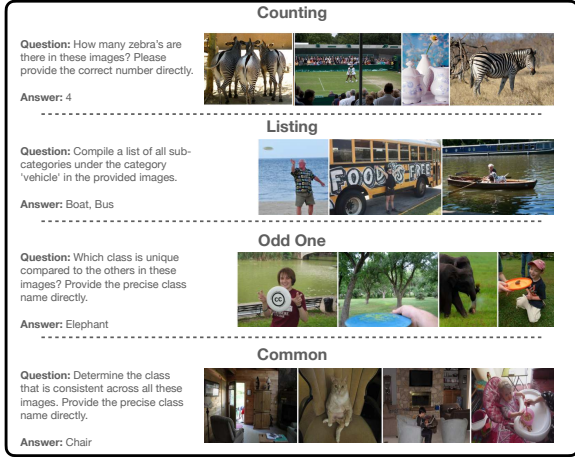 Counting
Question: How many zebra's are
there in these images? Please
provide the correct number directly.
Answer: 4
Listing
Question: Compile a list of all sub-
categories under the category
'vehicle' in the provided images.
Answer: Boat, Bus
FOOD'S FREE
Odd One
Question: Which class is unique
compared to the others in these
images? Provide the precise class
name directly.
Answer: Elephant
cc
Common
Question: Determine the class
that is consistent across all these
images. Provide the precise class
name directly.
Answer: Chair